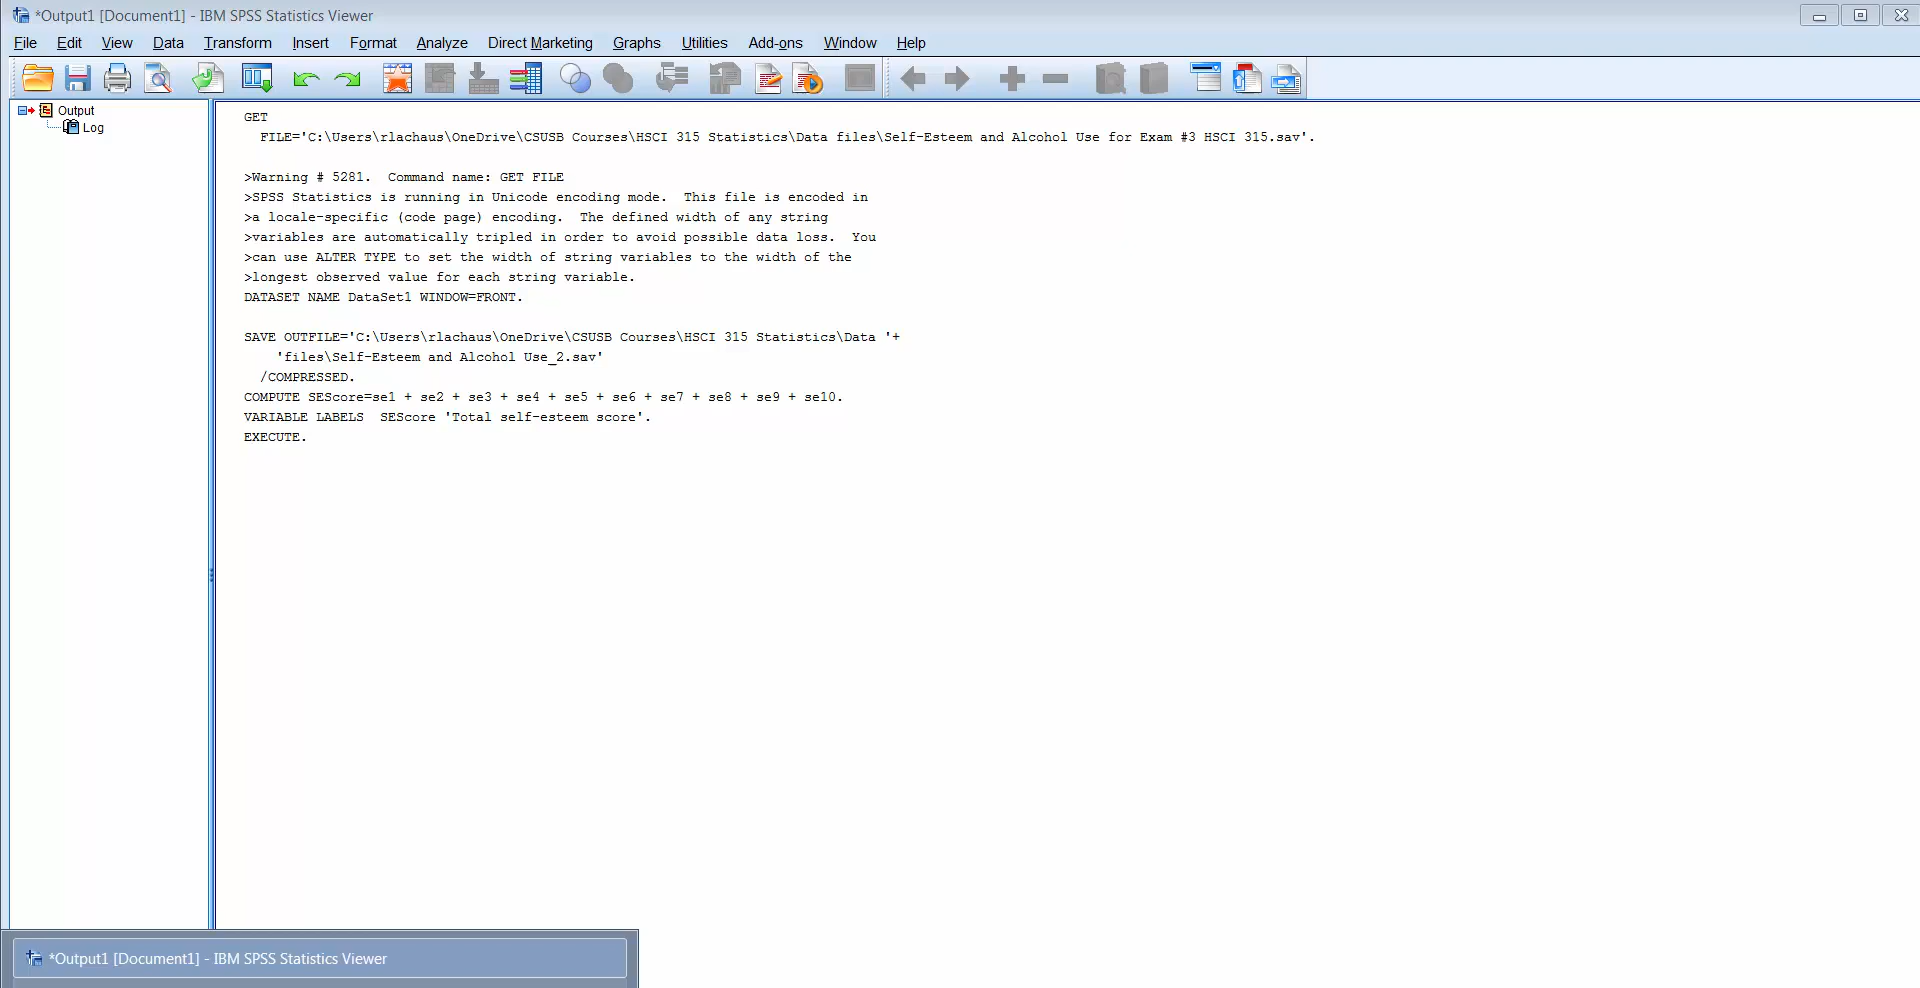 *Output1 [Document1] - IBM SPSS Statistics Viewer
File Edit View Data Transform Insert Format Analyze Direct Marketing Graphs Utilities Add-ons Window Help
Output
Log
GET
FILE='C:\Users\rlachaus\OneDrive\CSUSB Courses\HSCI 315 Statistics\Data files\Self-Esteem and Alcohol Use for Exam #3 HSCI 315.sav'.
>Warning # 5281.  Command name: GET FILE
>SPSS Statistics is running in Unicode encoding mode.  This file is encoded in
>a locale-specific (code page) encoding.  The defined width of any string
>variables are automatically tripled in order to avoid possible data loss.  You
>can use ALTER TYPE to set the width of string variables to the width of the
>longest observed value for each string variable.
DATASET NAME DataSet1 WINDOW=FRONT.
SAVE OUTFILE='C:\Users\rlachaus\OneDrive\CSUSB Courses\HSCI 315 Statistics\Data '+
'files\Self-Esteem and Alcohol Use_2.sav'
/COMPRESSED.
COMPUTE SEScore=se1 + se2 + se3 + se4 + se5 + se6 + se7 + se8 + se9 + se10.
VARIABLE LABELS  SEScore 'Total self-esteem score'.
EXECUTE.
*Output1 [Document1] - IBM SPSS Statistics Viewer